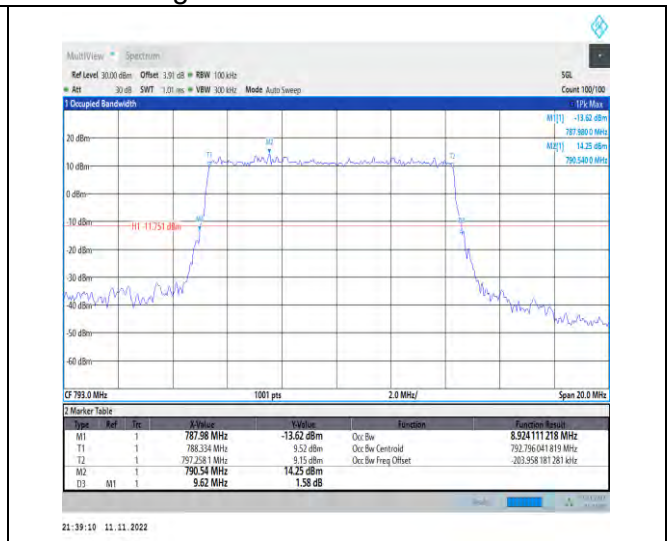 MultiView Spectrum
Ref Level 30.00 dBm Offset 3.91 dB RBW 100 kHz SGL
Att 30 dB SWT 1.01 ms VBW 300 kHz Mode Auto Sweep Count 100/100
1 Occupied Bandwidth 1Pk Max
M1[1] -13.62 dBm
787.9800 MHz
M2[1] 14.25 dBm
790.5400 MHz
20 dBm
M2
T1
T2
10 dBm
0 dBm
-10 dBm
H1 -11.751 dBm
-20 dBm
-30 dBm
-40 dBm
-50 dBm
-60 dBm
CF 793.0 MHz 1001 pts 2.0 MHz/ Span 20.0 MHz
2 Marker Table
Type Ref Trc X-Value Y-Value Function Function Result
M1 1 787.98 MHz -13.62 dBm Occ Bw 8.924 111 218 MHz
T1 1 788.334 MHz 9.52 dBm Occ Bw Centroid 792.796 041 819 MHz
T2 1 797.2581 MHz 9.15 dBm Occ Bw Freq Offset -203.958 181 281 kHz
M2 1 790.54 MHz 14.25 dBm
D3 M1 1 9.62 MHz 1.58 dB
21:39:10 11.11.2022